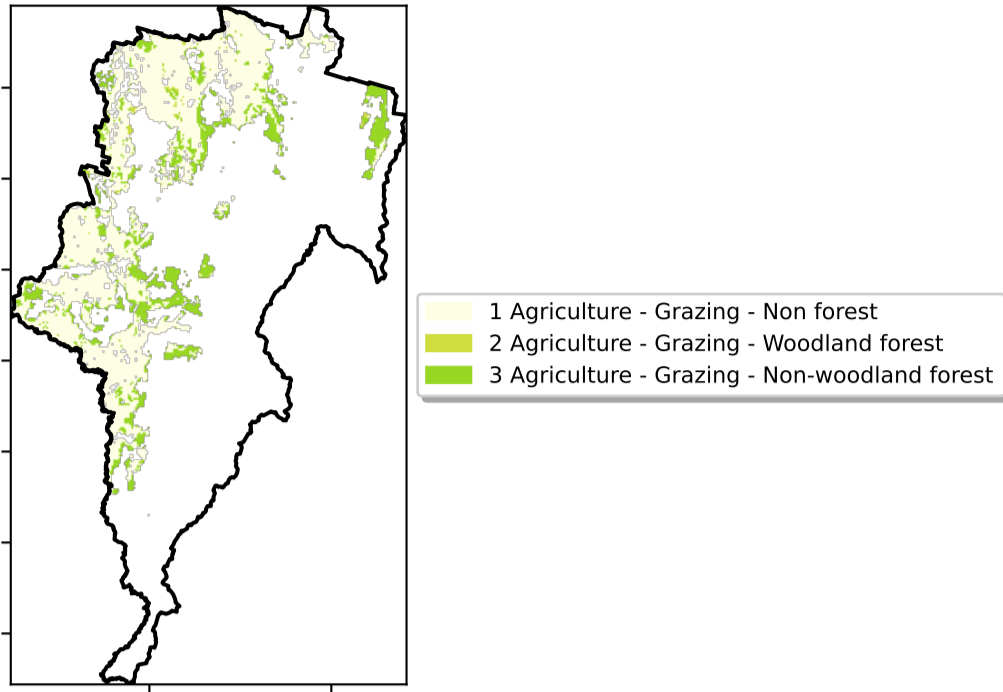 1 Agriculture - Grazing - Non forest
2 Agriculture - Grazing - Woodland forest
3 Agriculture - Grazing - Non-woodland forest